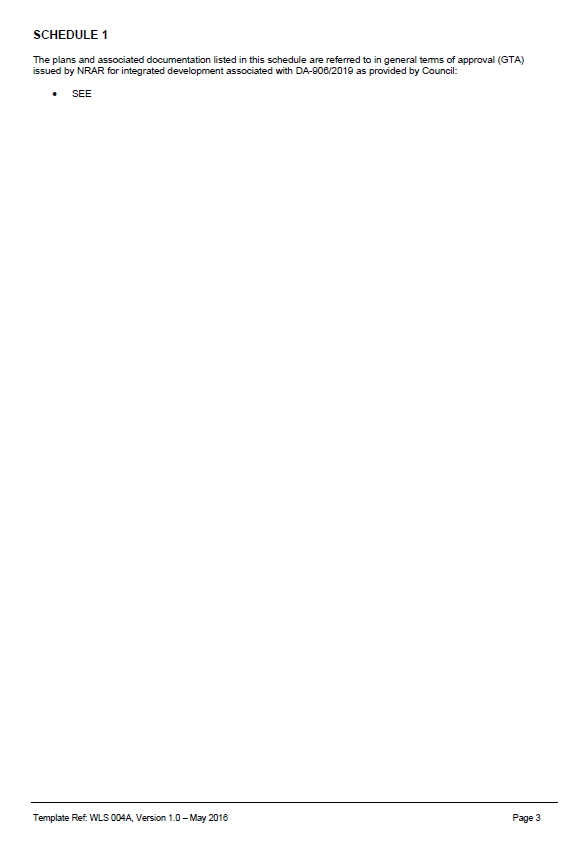 SCHEDULE 1
The plans and associated documentation listed in this schedule are referred to in general terms of approval (GTA)
issued by NRAR for integrated development associated with DA-906/2019 as provided by Council:
• SEE
Template Ref: WLS 004A, Version 1.0 – May 2016 Page 3